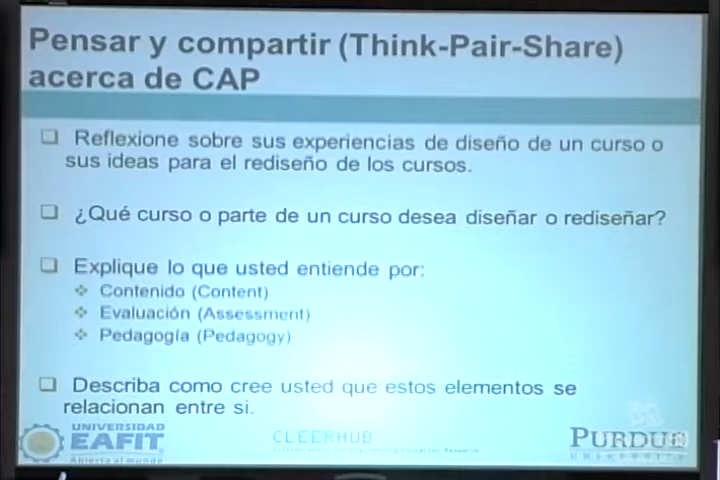 Pensar y compartir (Think-Pair-Share)
acerca de CAP
Reflexione sobre sus experiencias de diseño de un curso o
sus ideas para el rediseño de los cursos.
¿Qué curso o parte de un curso desea diseñar o rediseñar?
Explique lo que usted entiende por:
Contenido (Content)
Evaluación (Assessment)
Pedagogía (Pedagogy)
Describa como cree usted que estos elementos se
relacionan entre si.
UNIVERSIDAD
EAFIT
Abierta al mundo
CLEERHUB
PURDUE
UNIVERSITY